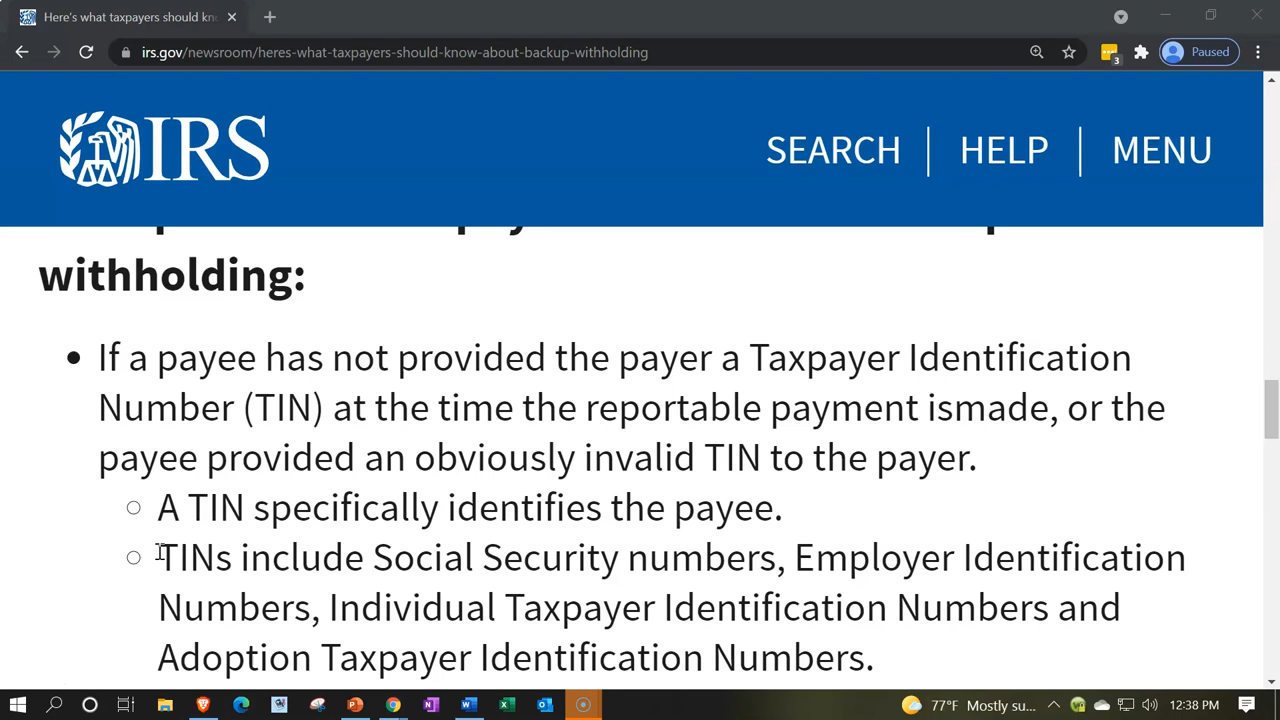 Here's what taxpayers should kn
irs.gov/newsroom/heres-what-taxpayers-should-know-about-backup-withholding
3
Paused
IRS
SEARCH
HELP
MENU
withholding:
If a payee has not provided the payer a Taxpayer Identification
Number (TIN) at the time the reportable payment ismade, or the
payee provided an obviously invalid TIN to the payer.
A TIN specifically identifies the payee.
TINs include Social Security numbers, Employer Identification
Numbers, Individual Taxpayer Identification Numbers and
Adoption Taxpayer Identification Numbers.
77°F Mostly su...
12:38 PM